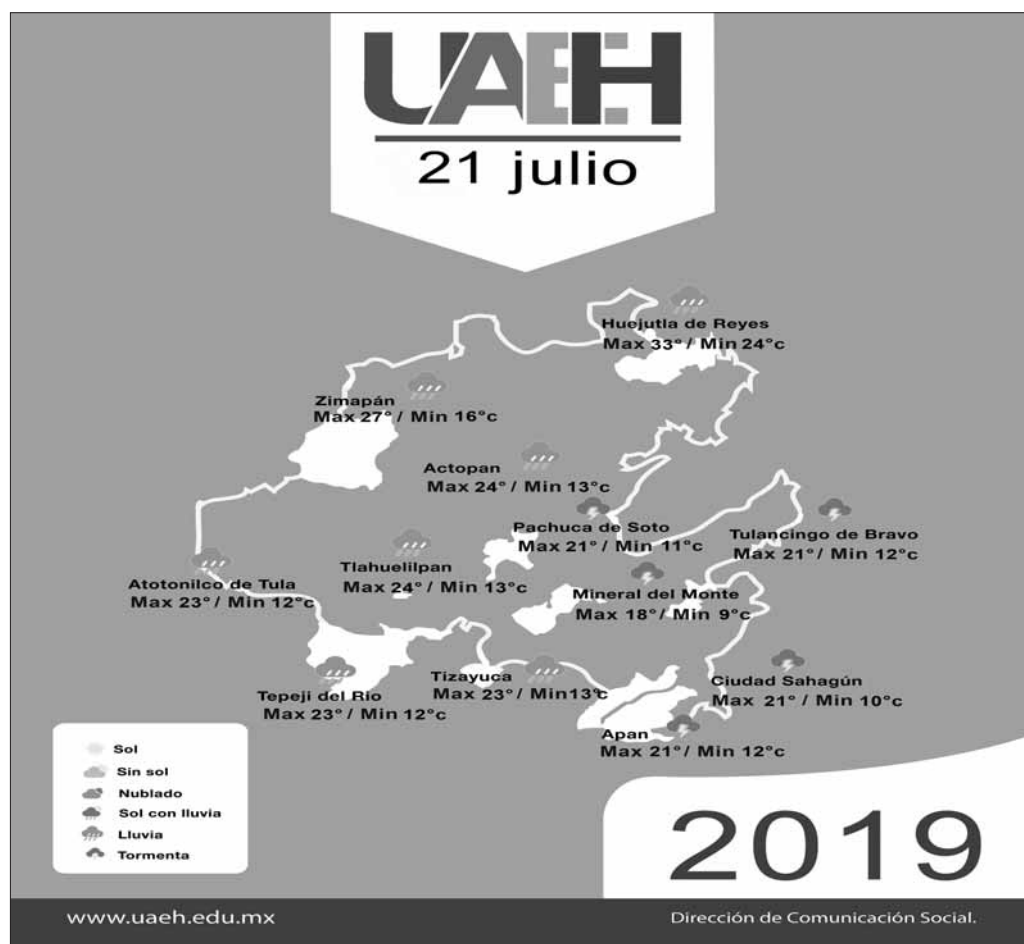 UAEH
21 julio
Huejutla de Reyes
Max 33° / Min 24°c
Zimapán
Max 27° / Min 16°c
Actopan
Max 24° / Min 13°c
Pachuca de Soto
Max 21° / Min 11°c
Tulancingo de Bravo
Max 21° / Min 12°c
Tlahuelilpan
Max 24° / Min 13°c
Atotonilco de Tula
Max 23° / Min 12°c
Mineral del Monte
Max 18°/ Min 9°c
Tizayuca
Max 23° / Min13°c
Ciudad Sahagún
Max 21° / Min 10°c
Tepeji del Rio
Max 23° / Min 12°c
Apan
Max 21°/ Min 12°c
Sol
Sin sol
Nublado
Sol con lluvia
Lluvia
Tormenta
2019
www.uaeh.edu.mx
Dirección de Comunicación Social.